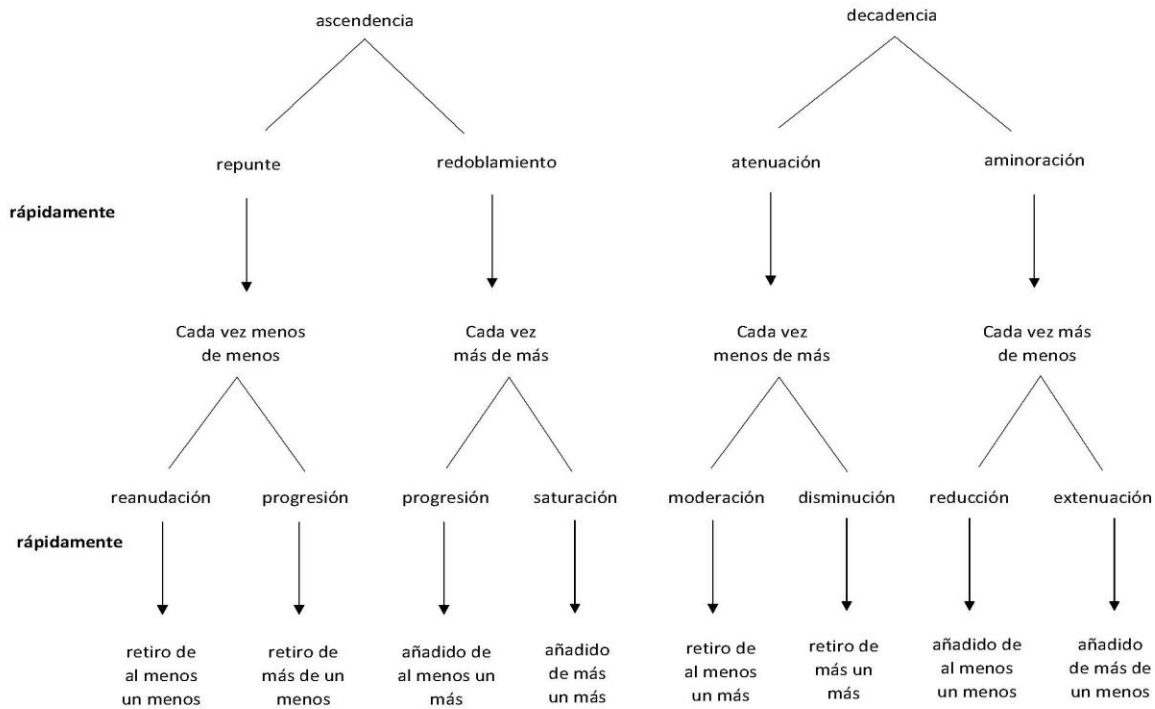 ascendencia
decadencia
repunte
redoblamiento
atenuación
aminoración
rápidamente
Cada vez menos
de menos
Cada vez
más de más
Cada vez
menos de más
Cada vez más
de menos
reanudación
progresión
progresión
saturación
moderación
disminución
reducción
extenuación
rápidamente
retiro de
al menos
un menos
retiro de
más de un
menos
añadido de
al menos un
más
añadido
de más
un más
retiro de
al menos
un más
retiro de
más un
más
añadido de
al menos
un menos
añadido
de más de
un menos